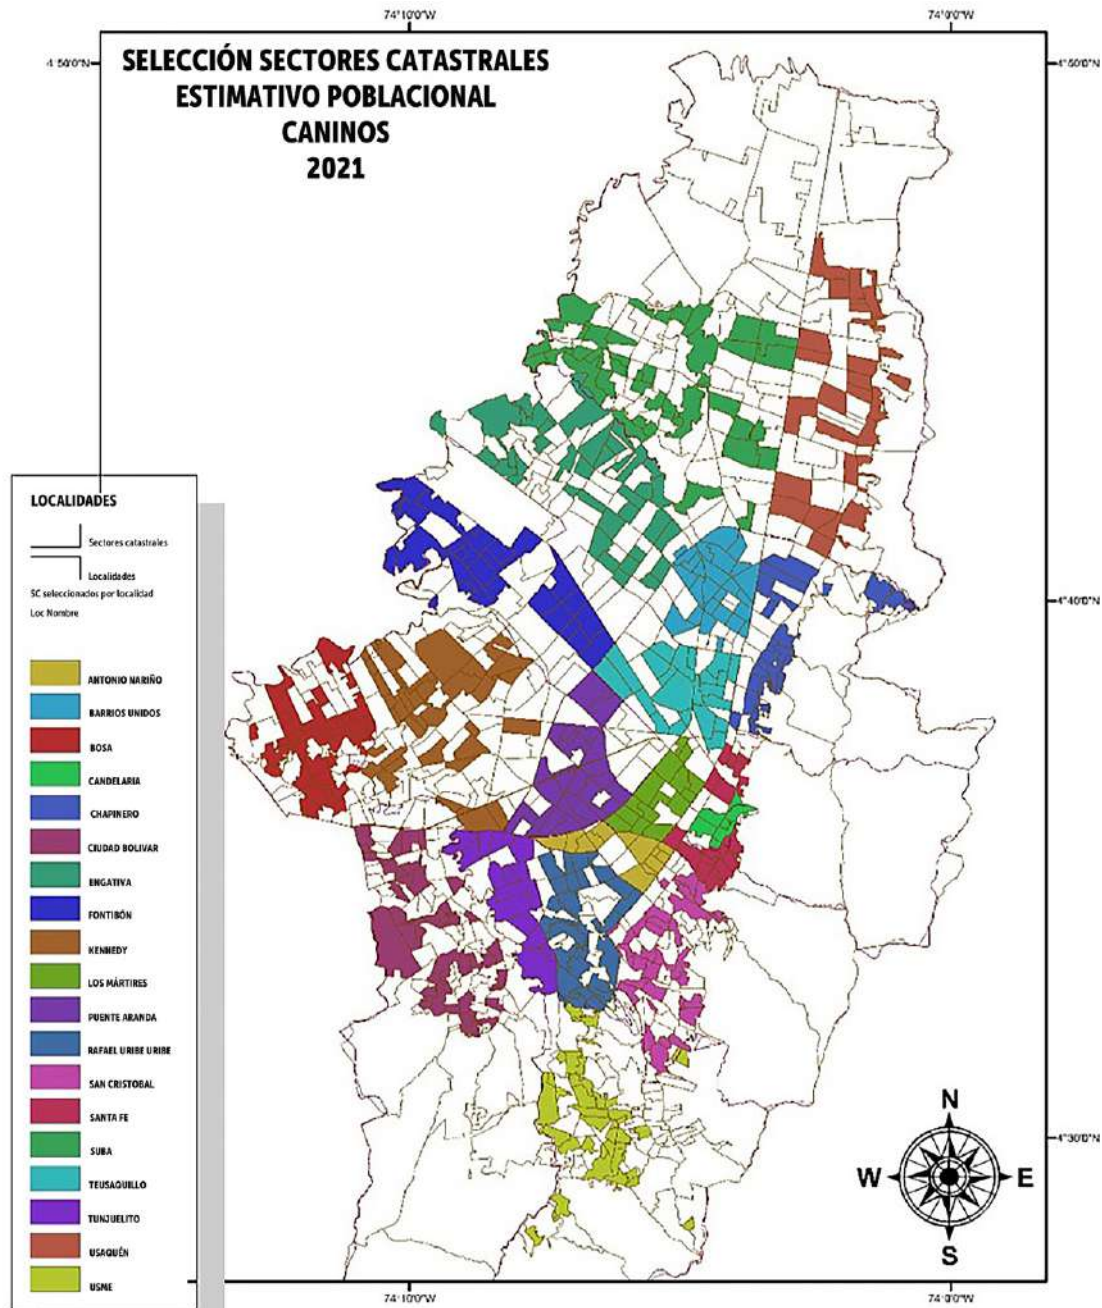 74°10'0"W
74°0'0"W
4°50'0"N
4°50'0"N
SELECCIÓN SECTORES CATASTRALES
ESTIMATIVO POBLACIONAL
CANINOS
2021
LOCALIDADES
Sectores catastrales
Localidades
SC seleccionados por localidad
Loc Nombre
ANTONIO NARIÑO
BARRIOS UNIDOS
BOSA
CANDELARIA
CHAPINERO
CIUDAD BOLIVAR
ENGATIVA
FONTIBÓN
KENNEDY
LOS MÁRTIRES
PUENTE ARANDA
RAFAEL URIBE URIBE
SAN CRISTOBAL
SANTA FE
SUBA
TEUSAQUILLO
TUNJUELITO
USAQUÉN
USME
4°40'0"N
4°30'0"N
N
W
E
S
74°10'0"W
74°0'0"W